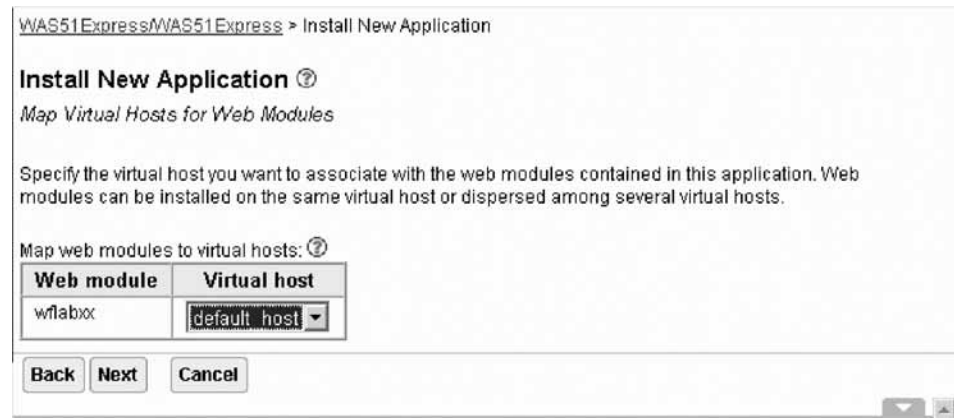 WAS51Express/WAS51Express > Install New Application
Install New Application ?
Map Virtual Hosts for Web Modules
Specify the virtual host you want to associate with the web modules contained in this application. Web
modules can be installed on the same virtual host or dispersed among several virtual hosts.
Map web modules to virtual hosts: ?
Web module Virtual host
wflabxx default_host
Back Next Cancel